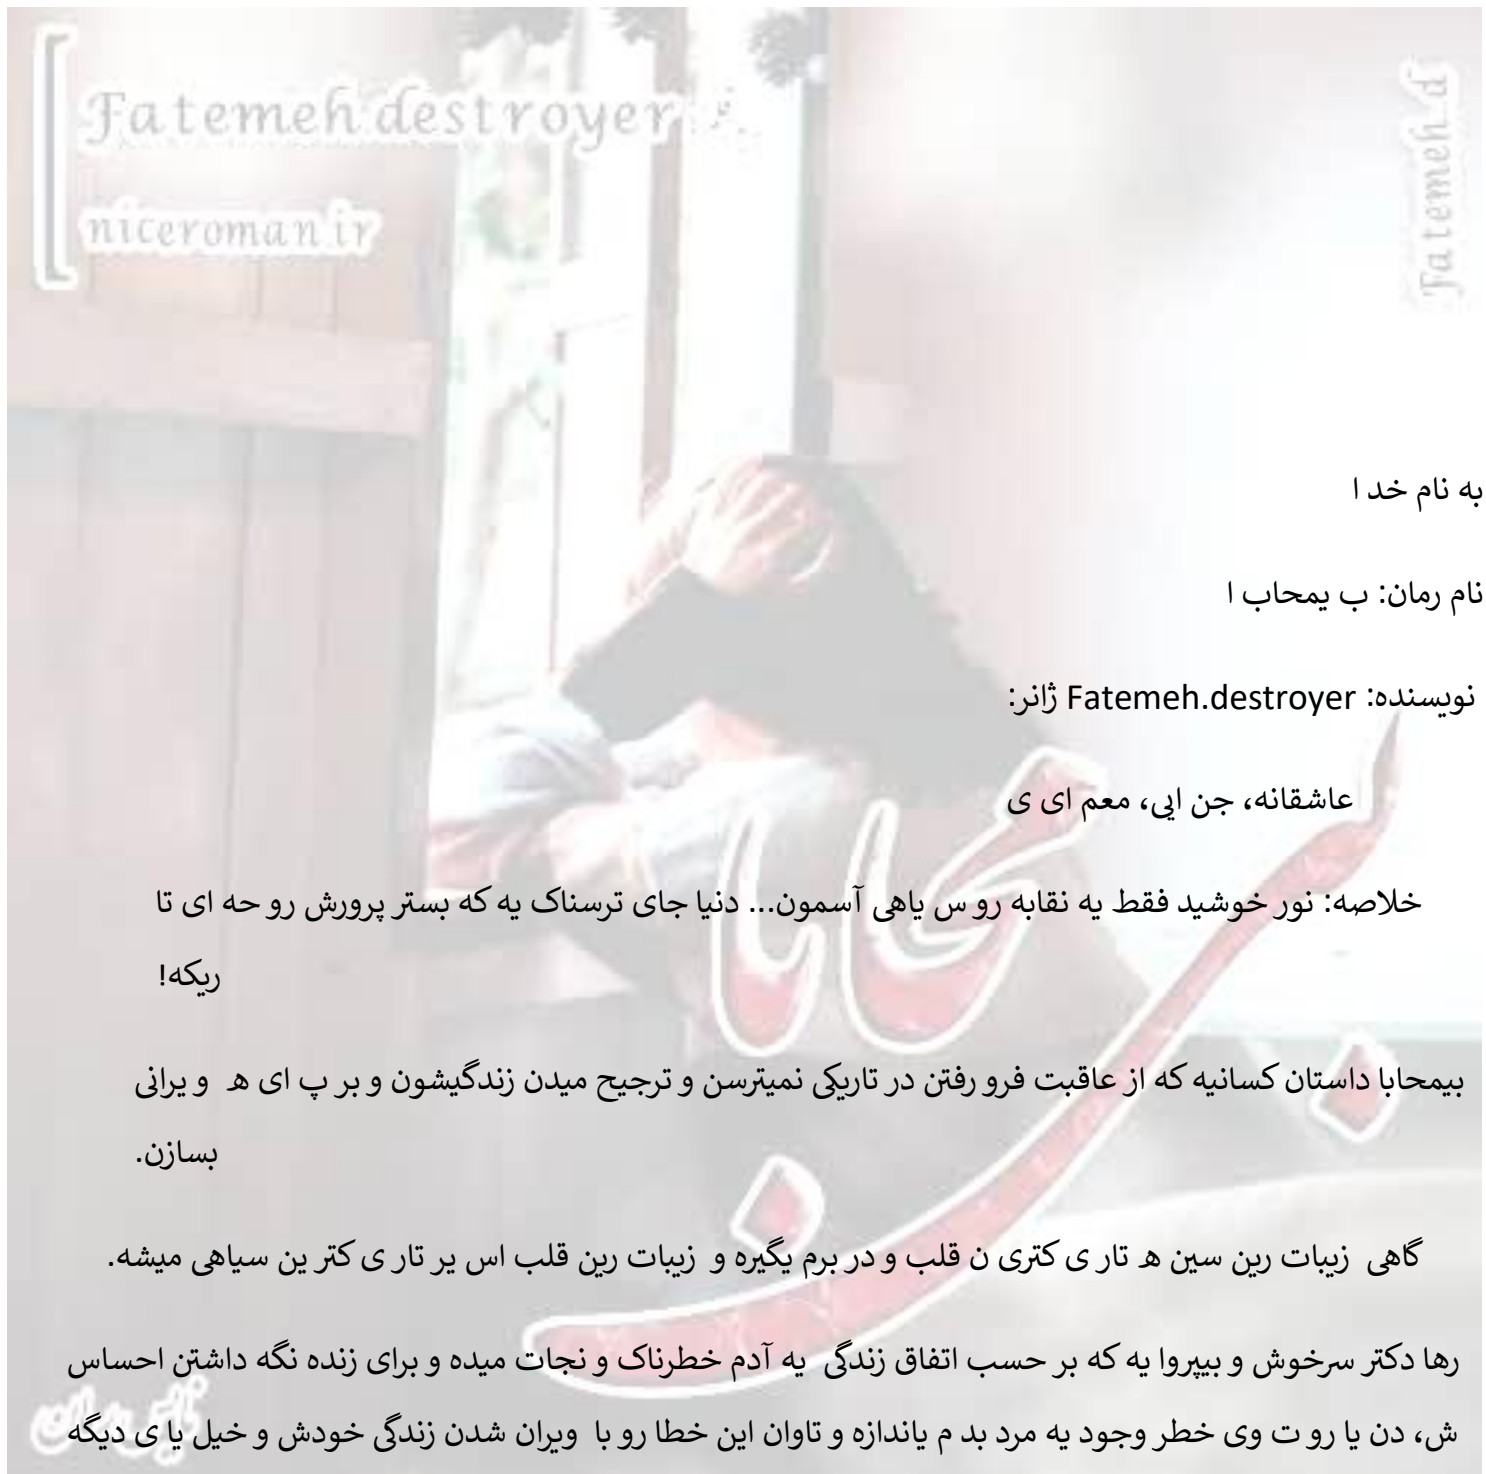 Fatemeh.destroyer
niceroman.ir
Fatemeh.d
به نام خد ا
نام رمان: ب یمحاب ا
نویسنده: Fatemeh.destroyer ژانر:
عاشقانه، جن ایی، معم ای ی
خلاصه: نور خوشید فقط یه نقابه رو س یاهی آسمون... دنیا جای ترسناک یه که بستر پرورش رو حه ای تا
ریکه!
بیمحابا داستان کسانیه که از عاقبت فرو رفتن در تاریکی نمیترسن و ترجیح میدن زندگیشون و بر پ ای ه و یرانی
بسازن.
گاهی زیبات رین سین ه تار ی کتری ن قلب و در برم یگیره و زیبات رین قلب اس یر تار ی کتر ین سیاهی میشه.
رها دکتر سرخوش و بیپروا یه که بر حسب اتفاق زندگی یه آدم خطرناک و نجات میده و برای زنده نگه داشتن احساس
ش، دن یا رو ت وی خطر وجود یه مرد بد م یاندازه و تاوان این خطا رو با ویران شدن زندگی خودش و خیل یا ی دیگه
بی محابا